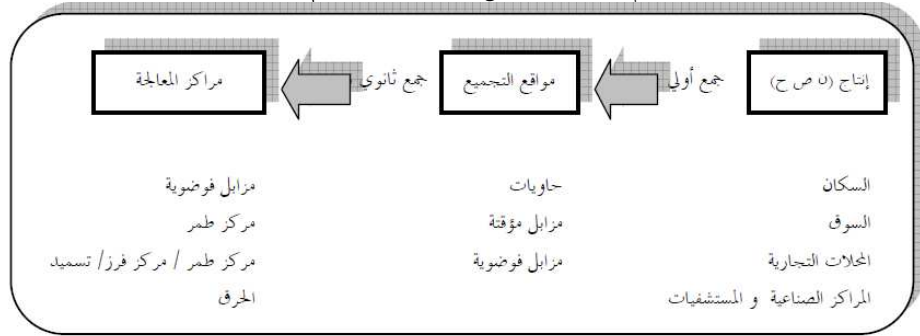 إنتاج (ن ص ح) جمع أولي مواقع التجميع جمع ثانوي مراكز المعالجة
السكان حاويات مزابل فوضوية
السوق مزابل مؤقتة مركز طمر
المحلات التجارية مزابل فوضوية مركز طمر / مركز فرز/ تسميد
المراكز الصناعية و المستشفيات الحرق